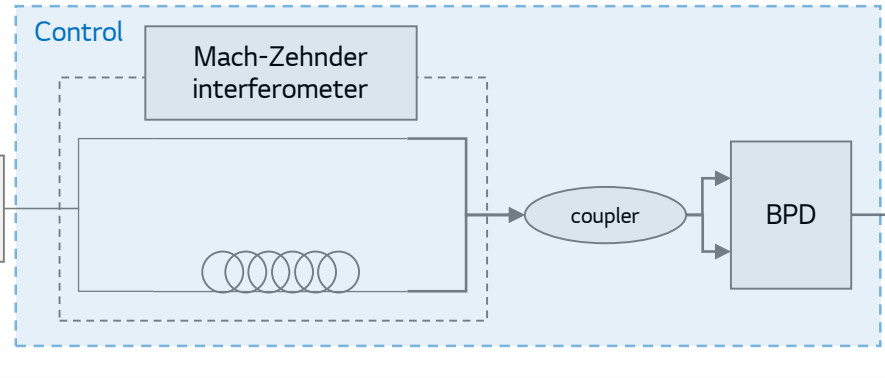 Control
Mach-Zehnder
interferometer
coupler
BPD